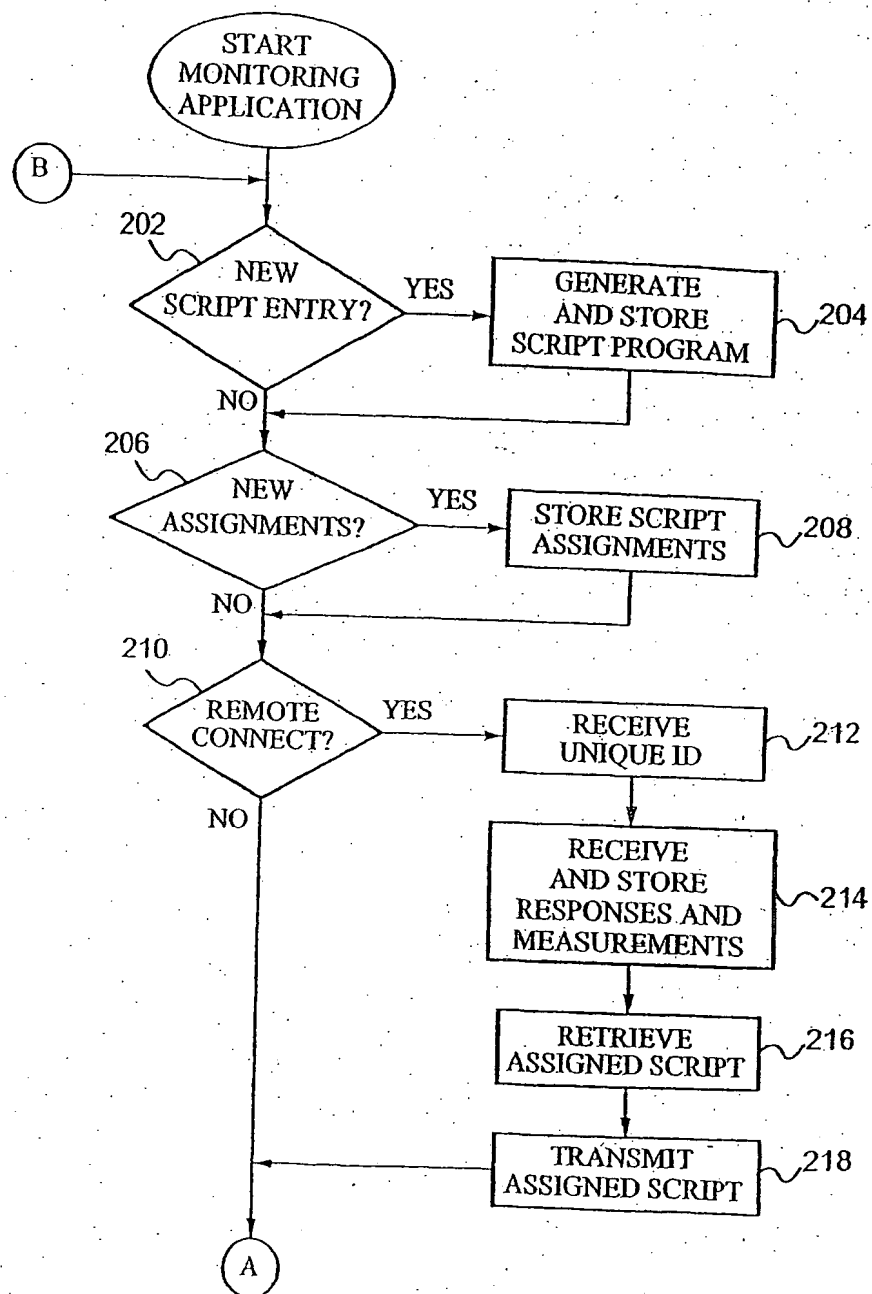 START
MONITORING
APPLICATION
B
202
NEW
SCRIPT ENTRY?
YES
GENERATE
AND STORE
SCRIPT PROGRAM
204
NO
206
NEW
ASSIGNMENTS?
YES
STORE SCRIPT
ASSIGNMENTS
208
NO
210
REMOTE
CONNECT?
YES
RECEIVE
UNIQUE ID
212
NO
RECEIVE
AND STORE
RESPONSES AND
MEASUREMENTS
214
RETRIEVE
ASSIGNED SCRIPT
216
TRANSMIT
ASSIGNED SCRIPT
218
A